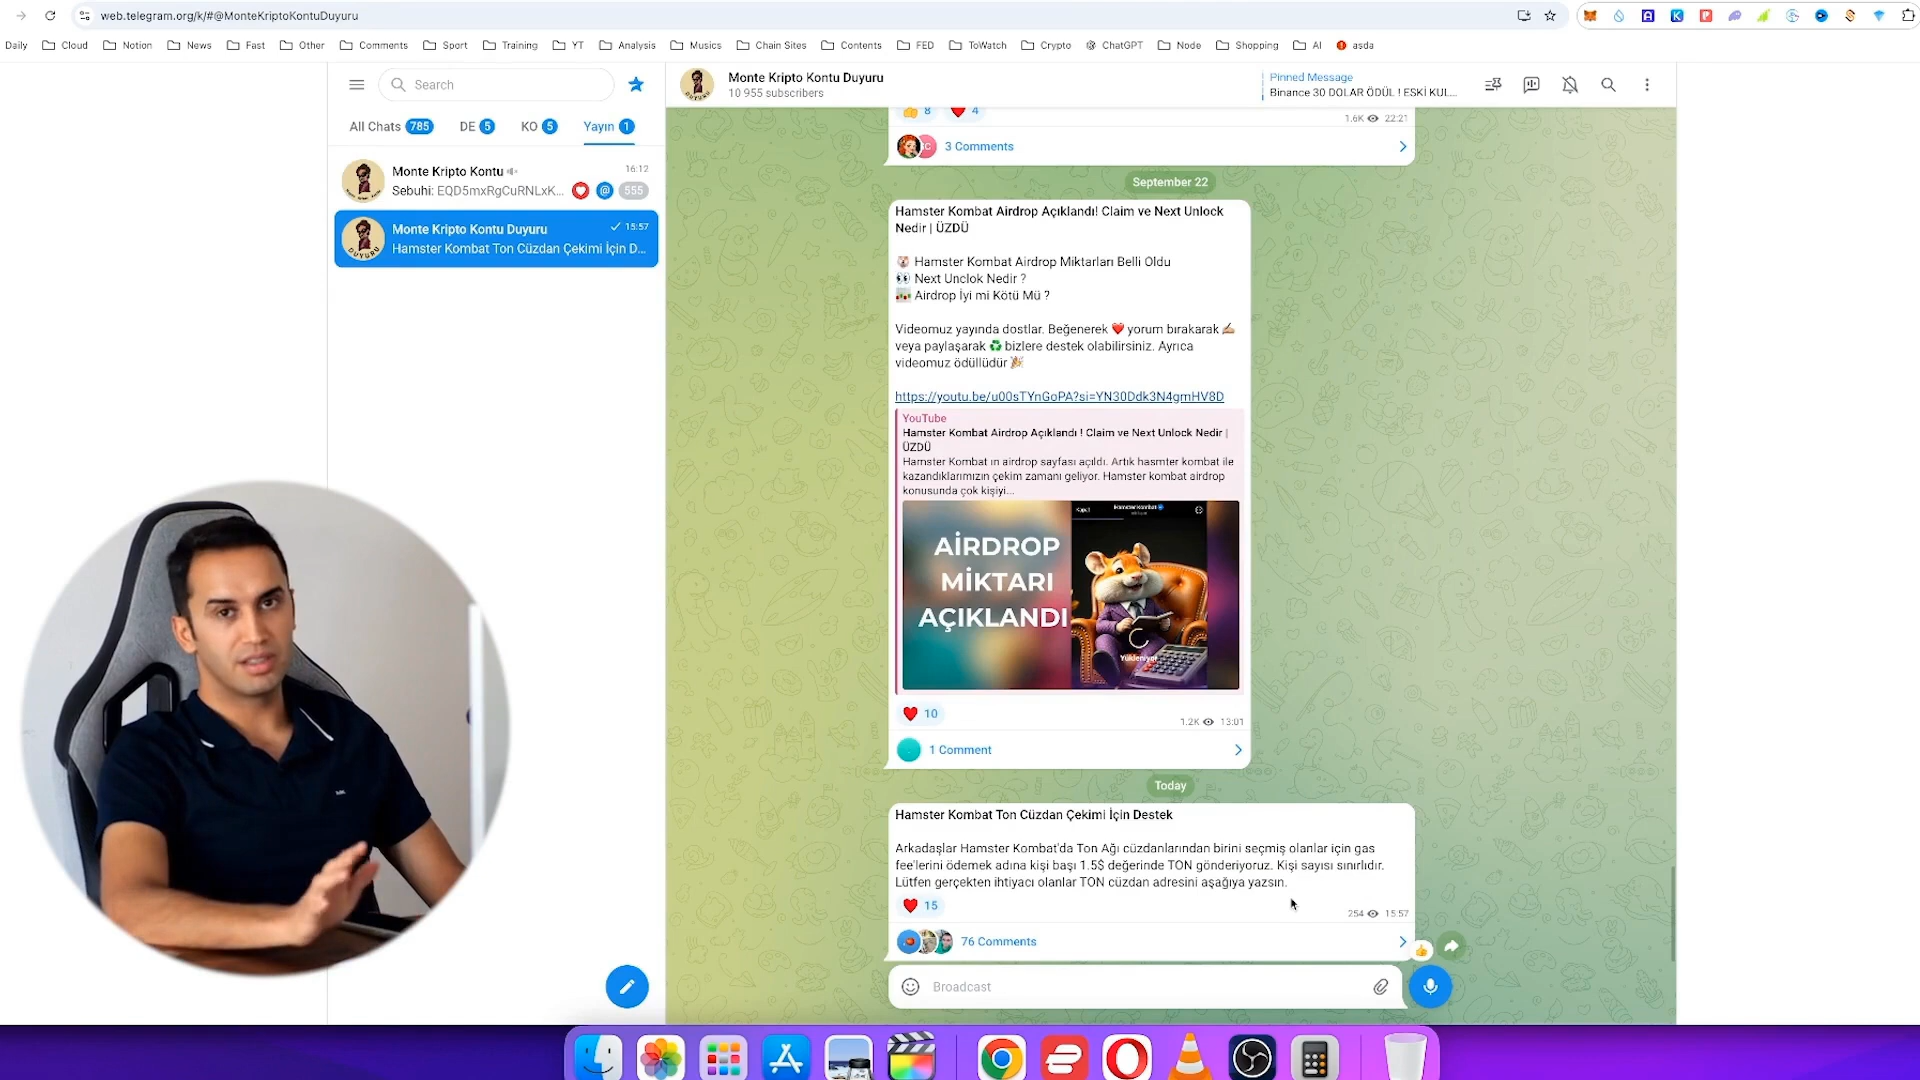 web.telegram.org/k/#@MonteKriptoKontuDuyuru
Daily Cloud Notion News Fast Other Comments Sport Training YT Analysis Musics Chain Sites Contents FED ToWatch Crypto ChatGPT Node Shopping AI asda
Search
All Chats 785 DE 5 KO 5 Yayın 1
Monte Kripto Kontu 16:12
Sebuhi: EQD5mxRgCuRNLxK... @ 555
Monte Kripto Kontu Duyuru 15:57
Hamster Kombat Ton Cüzdan Çekimi İçin D...
DUYURU
Monte Kripto Kontu Duyuru
10 955 subscribers
Pinned Message
Binance 30 DOLAR ÖDÜL ! ESKİ KUL...
8 4
1.6K 22:21
3 Comments
September 22
Hamster Kombat Airdrop Açıklandı! Claim ve Next Unlock
Nedir | ÜZDÜ
Hamster Kombat Airdrop Miktarları Belli Oldu
Next Unclok Nedir ?
Airdrop İyi mi Kötü Mü ?
Videomuz yayında dostlar. Beğenerek ❤️ yorum bırakarak ✍🏼
veya paylaşarak ♻️ bizlere destek olabilirsiniz. Ayrıca
videomuz ödüllüdür 🎉
https://youtu.be/u00sTYnGoPA?si=YN30Ddk3N4gmHV8D
YouTube
Hamster Kombat Airdrop Açıklandı ! Claim ve Next Unlock Nedir |
ÜZDÜ
Hamster Kombat ın airdrop sayfası açıldı. Artık hasmter kombat ile
kazandıklarımızın çekim zamanı geliyor. Hamster kombat airdrop
konusunda çok kişiyi...
AİRDROP
MİKTARI
AÇIKLANDI
Kapat Hamster Kombat
Yükleniyor
10
1.2K 13:01
1 Comment
Today
Hamster Kombat Ton Cüzdan Çekimi İçin Destek
Arkadaşlar Hamster Kombat'da Ton Ağı cüzdanlarından birini seçmiş olanlar için gas
fee'lerini ödemek adına kişi başı 1.5$ değerinde TON gönderiyoruz. Kişi sayısı sınırlıdır.
Lütfen gerçekten ihtiyacı olanlar TON cüzdan adresini aşağıya yazsın.
15
254 15:57
76 Comments
Broadcast